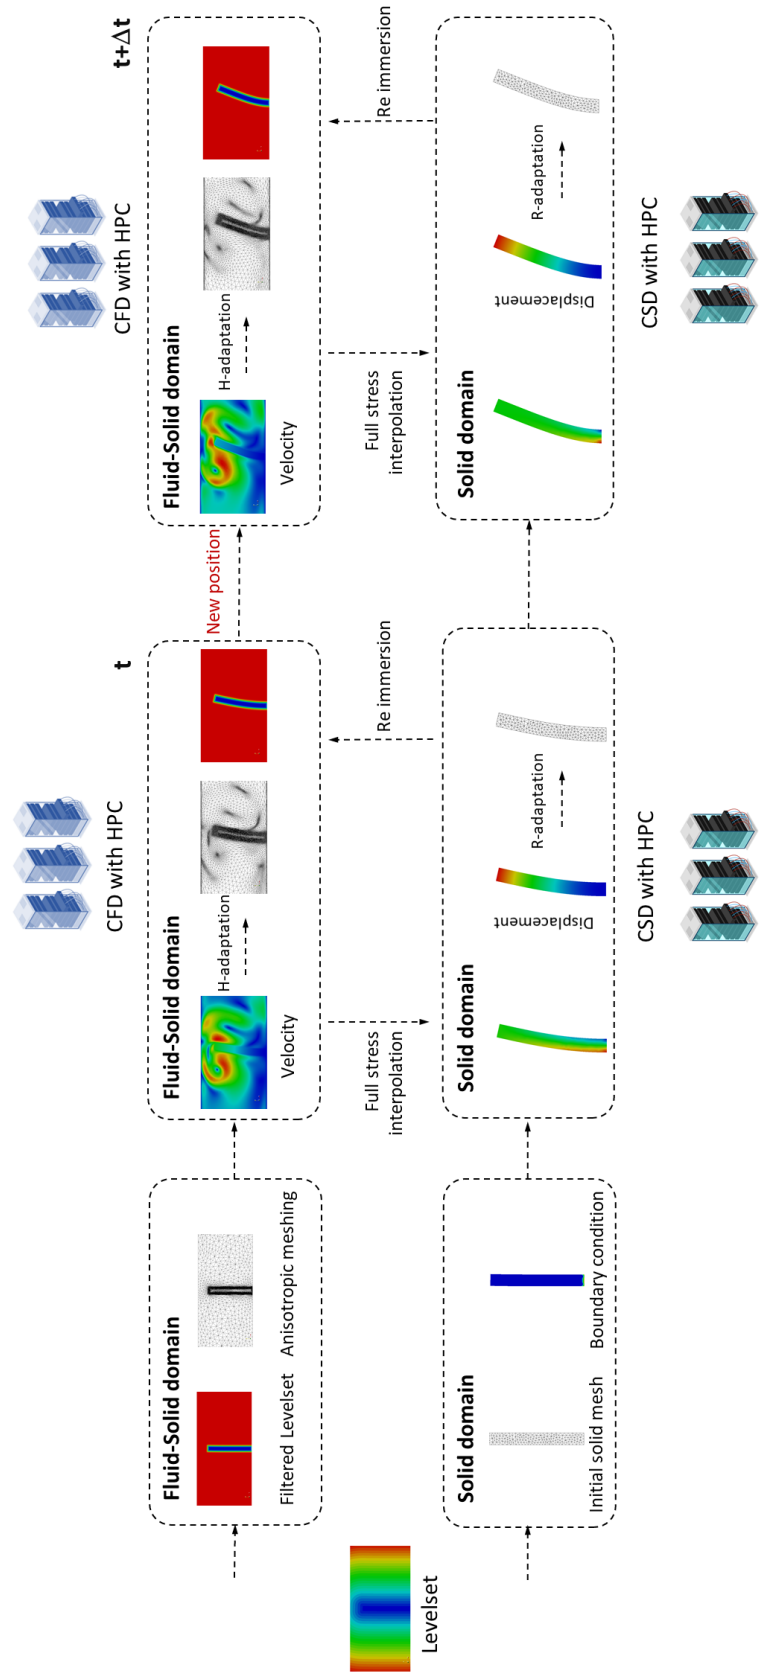 Levelset
Fluid-Solid domain
Filtered Levelset
Anisotropic meshing
Solid domain
Initial solid mesh
Boundary condition
CFD with HPC
t
Fluid-Solid domain
H-adaptation
Velocity
Full stress
interpolation
Re immersion
Solid domain
Displacement
R-adaptation
CSD with HPC
New position
CFD with HPC
t+Δt
Fluid-Solid domain
H-adaptation
Velocity
Full stress
interpolation
Re immersion
Solid domain
Displacement
R-adaptation
CSD with HPC